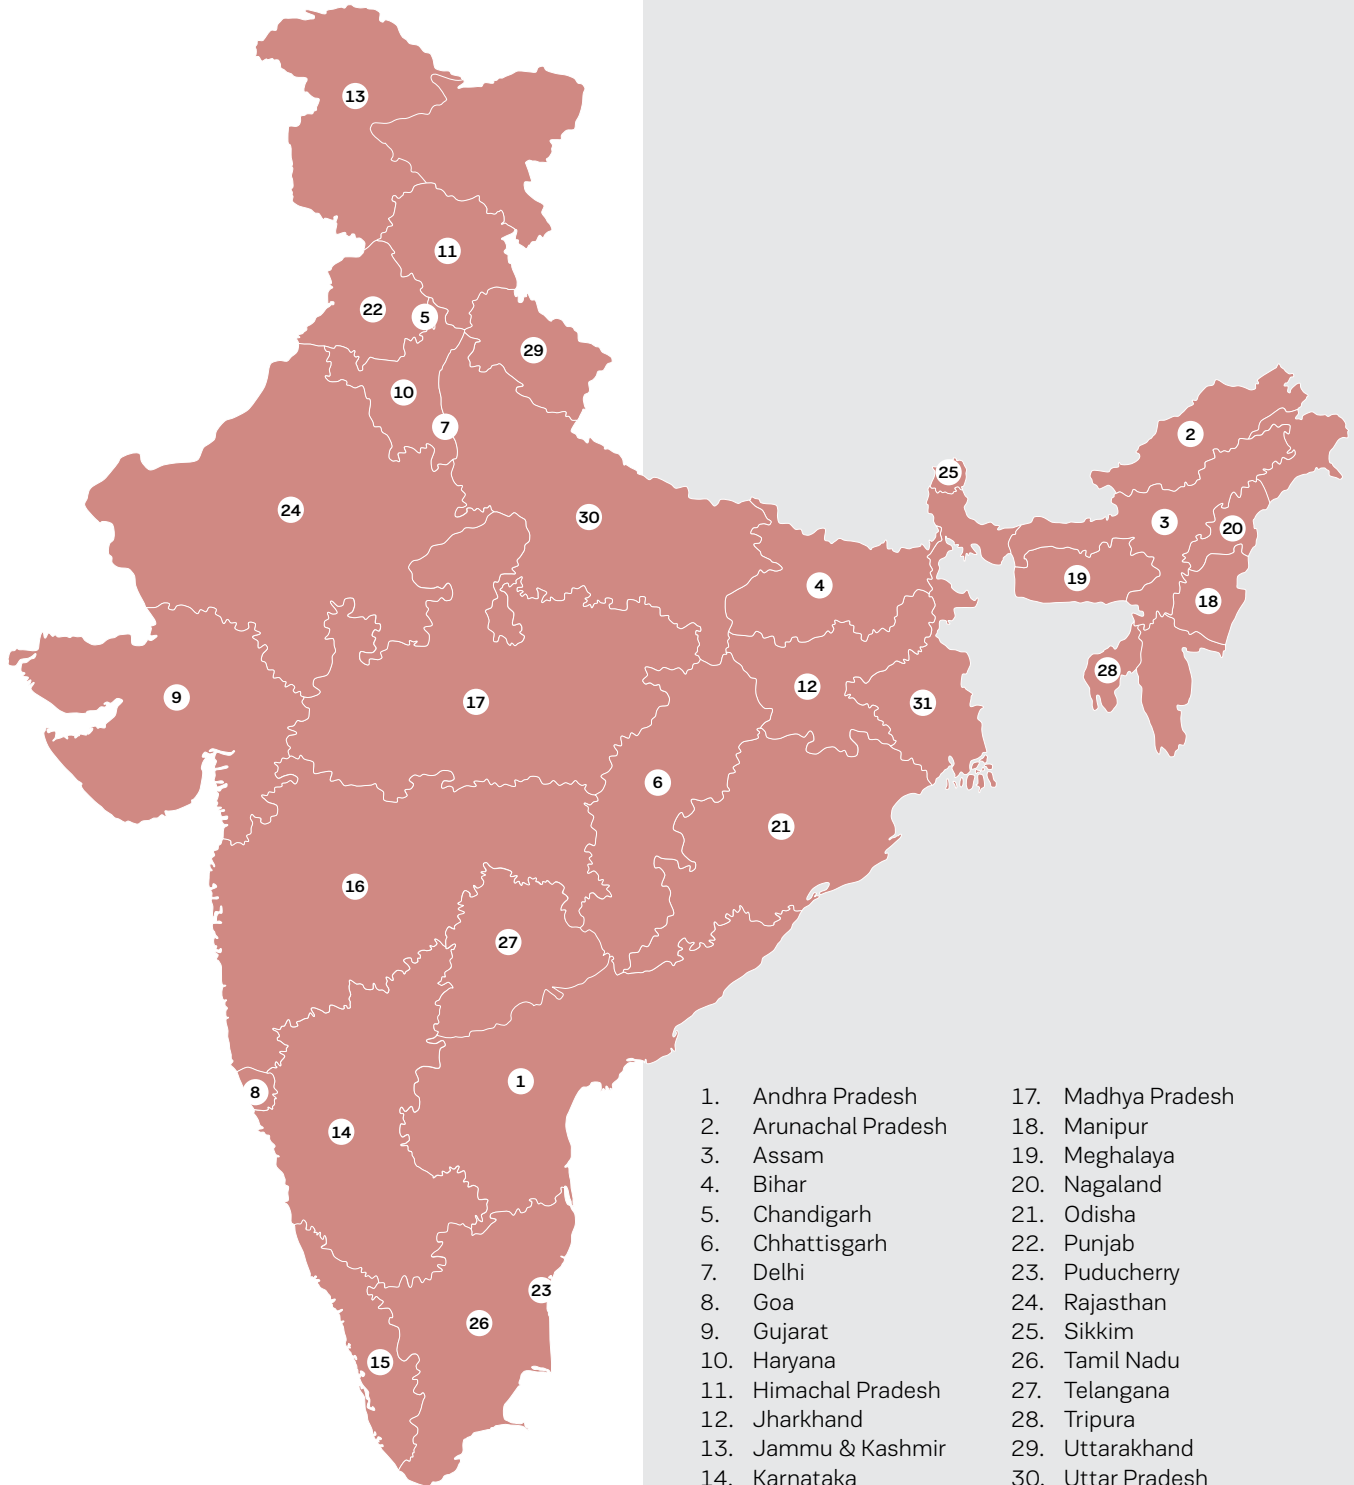 13
11
22
5
29
10
7
2
25
24
30
3
20
4
19
18
28
9
17
12
31
6
21
16
27
1
8
14
23
26
15
1. Andhra Pradesh
2. Arunachal Pradesh
3. Assam
4. Bihar
5. Chandigarh
6. Chhattisgarh
7. Delhi
8. Goa
9. Gujarat
10. Haryana
11. Himachal Pradesh
12. Jharkhand
13. Jammu & Kashmir
14. Karnataka
17. Madhya Pradesh
18. Manipur
19. Meghalaya
20. Nagaland
21. Odisha
22. Punjab
23. Puducherry
24. Rajasthan
25. Sikkim
26. Tamil Nadu
27. Telangana
28. Tripura
29. Uttarakhand
30. Uttar Pradesh